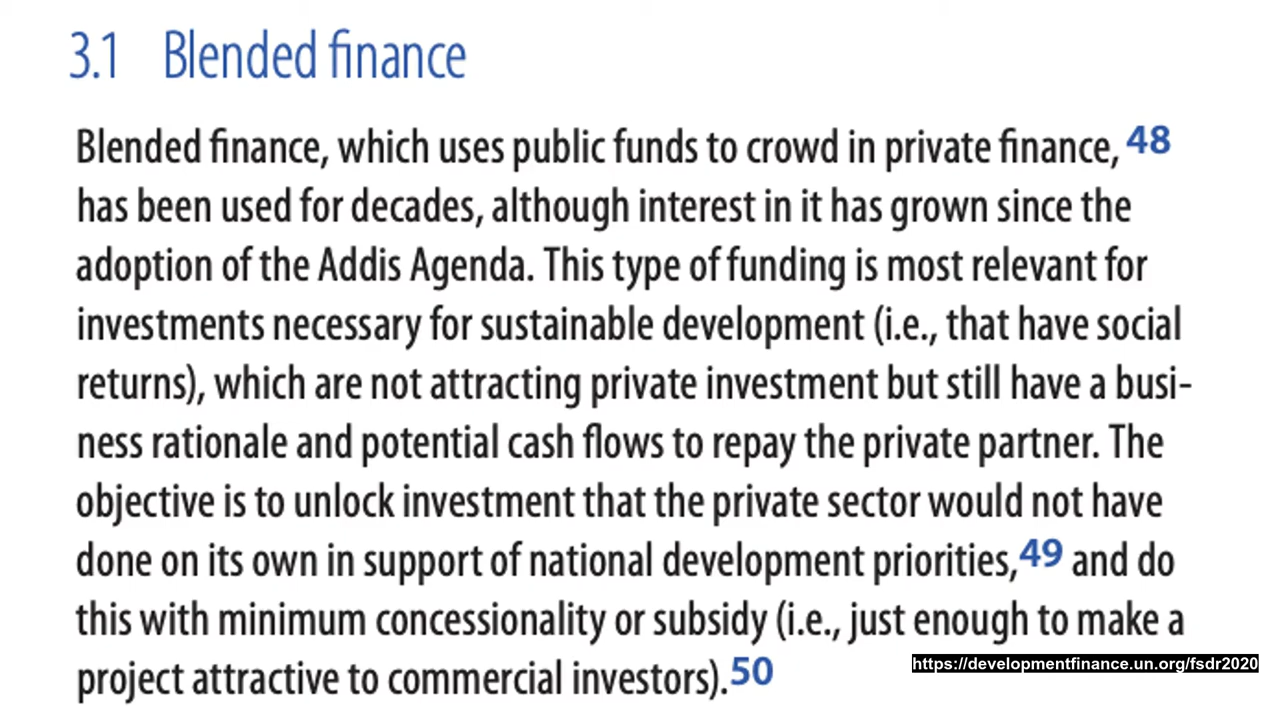 3.1 Blended finance
Blended finance, which uses public funds to crowd in private finance, 48
has been used for decades, although interest in it has grown since the
adoption of the Addis Agenda. This type of funding is most relevant for
investments necessary for sustainable development (i.e., that have social
returns), which are not attracting private investment but still have a busi-
ness rationale and potential cash flows to repay the private partner. The
objective is to unlock investment that the private sector would not have
done on its own in support of national development priorities,49 and do
this with minimum concessionality or subsidy (i.e., just enough to make a
project attractive to commercial investors).50
https://developmentfinance.un.org/fsdr2020